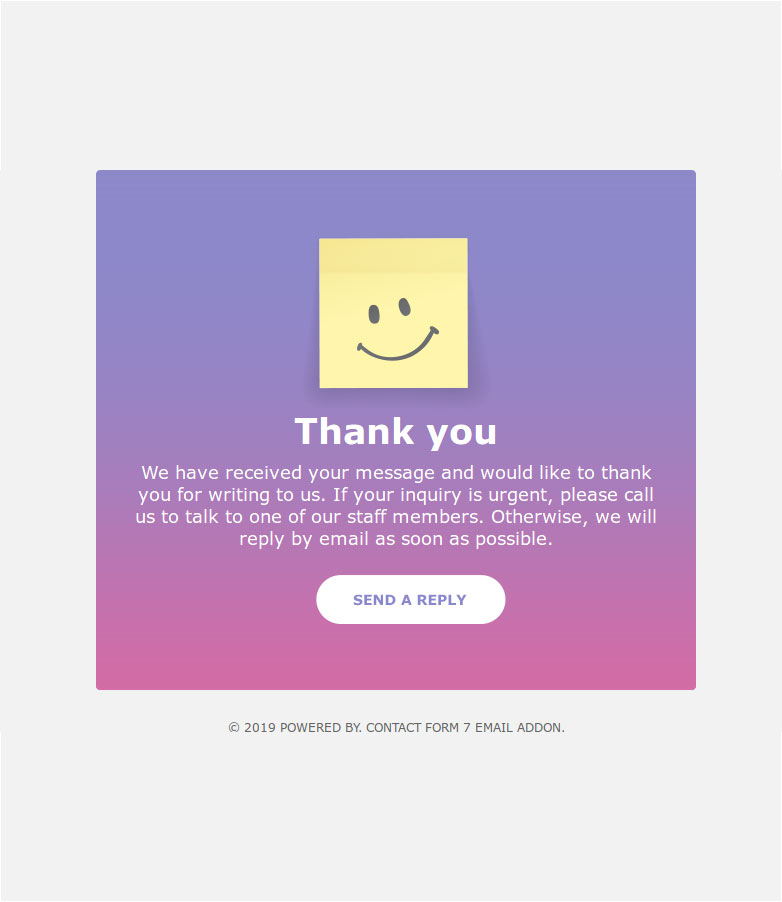 Thank you
We have received your message and would like to thank
you for writing to us. If your inquiry is urgent, please call
us to talk to one of our staff members. Otherwise, we will
reply by email as soon as possible.
SEND A REPLY
© 2019 POWERED BY. CONTACT FORM 7 EMAIL ADDON.